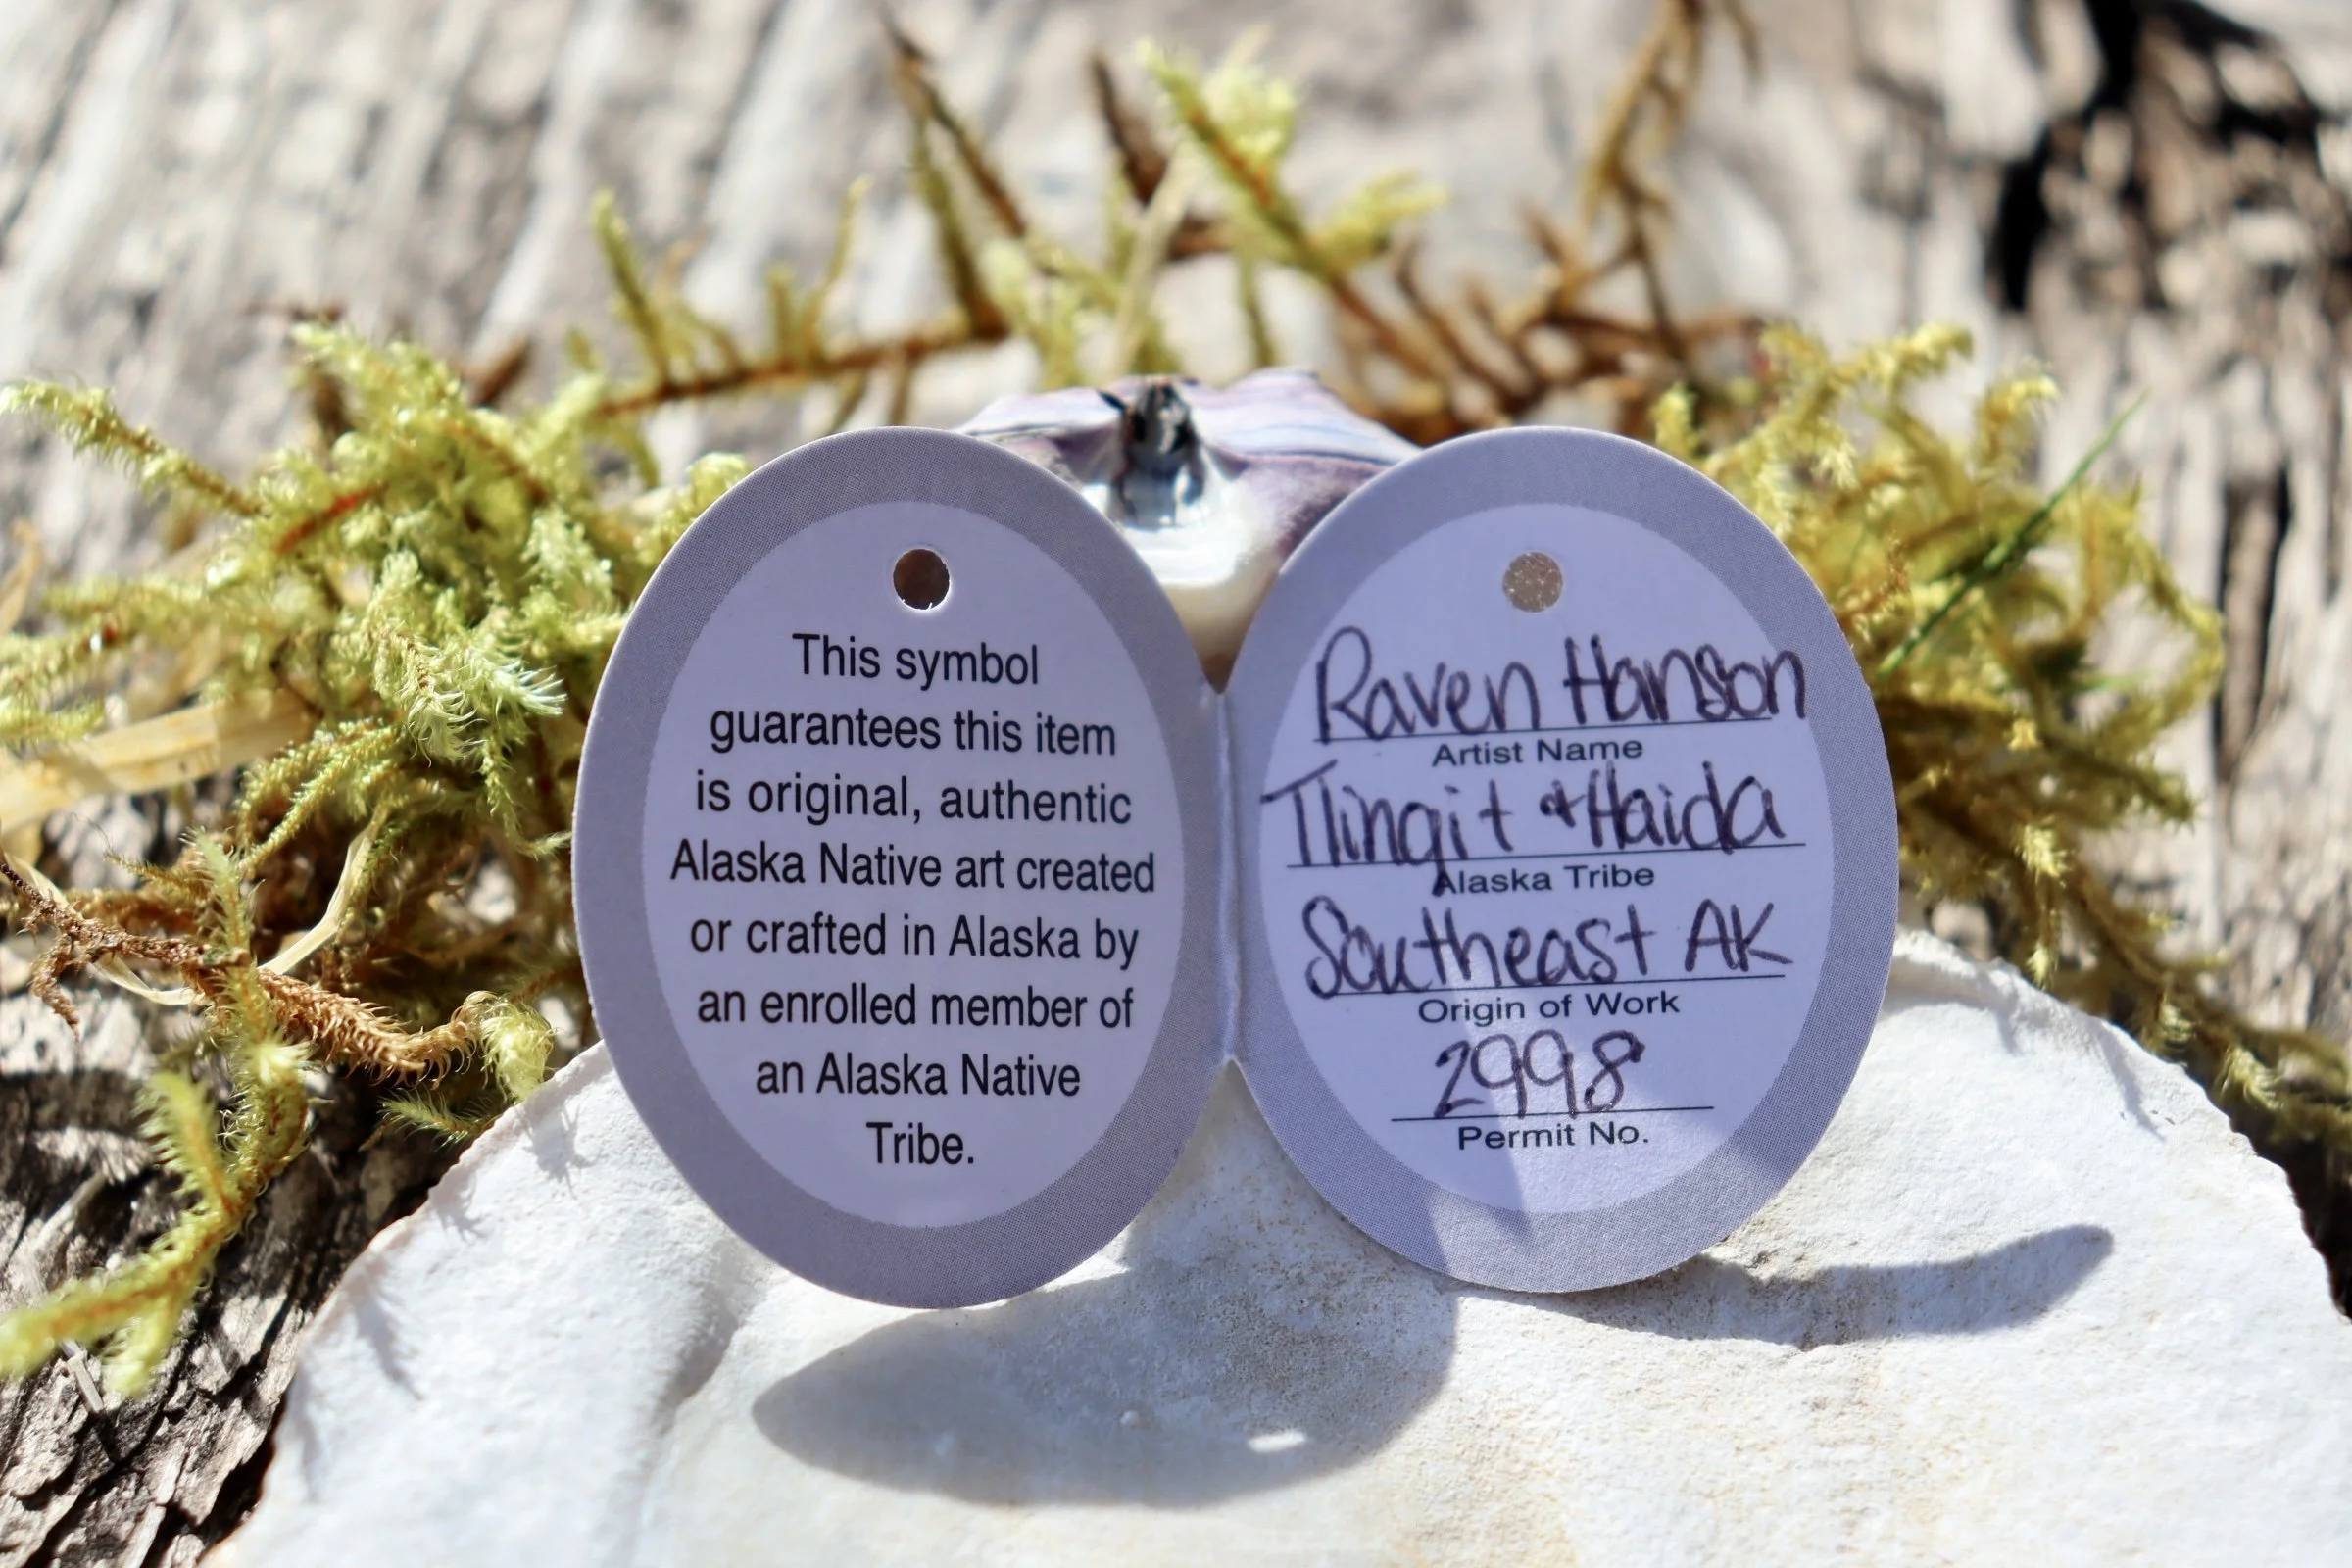 This symbol
guarantees this item
is original, authentic
Alaska Native art created
or crafted in Alaska by
an enrolled member of
an Alaska Native
Tribe.
Raven Hanson
Artist Name
Tlingit & Haida
Alaska Tribe
Southeast AK
Origin of Work
2998
Permit No.